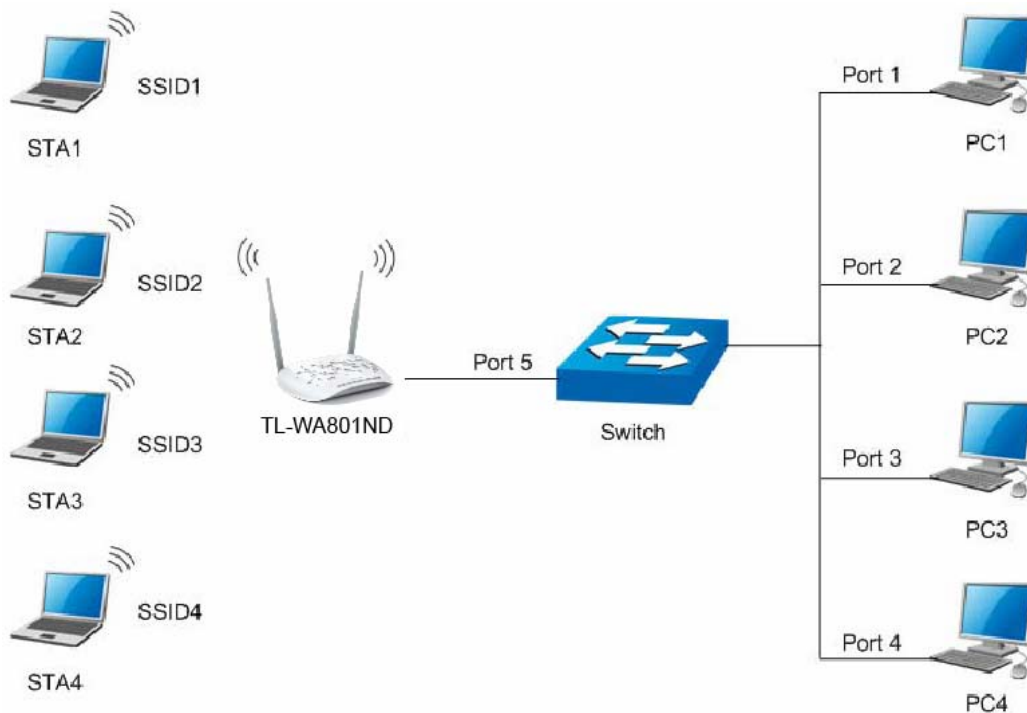 SSID1
STA1
SSID2
STA2
SSID3
STA3
SSID4
STA4
TL-WA801ND
Port 5
Switch
Port 1
PC1
Port 2
PC2
Port 3
PC3
Port 4
PC4